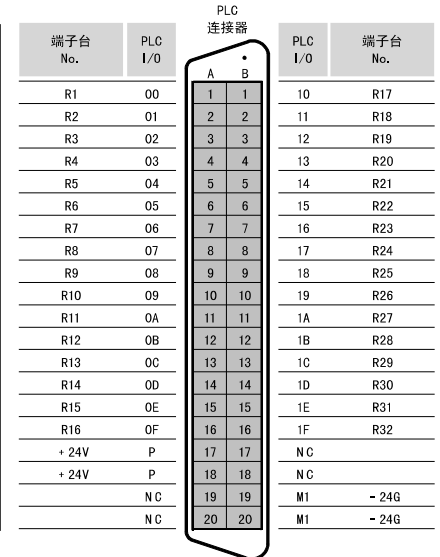 PLC
连接器
端子台 No. PLC I/O A B PLC I/O 端子台 No.
R1 00 1 1 10 R17
R2 01 2 2 11 R18
R3 02 3 3 12 R19
R4 03 4 4 13 R20
R5 04 5 5 14 R21
R6 05 6 6 15 R22
R7 06 7 7 16 R23
R8 07 8 8 17 R24
R9 08 9 9 18 R25
R10 09 10 10 19 R26
R11 0A 11 11 1A R27
R12 0B 12 12 1B R28
R13 0C 13 13 1C R29
R14 0D 14 14 1D R30
R15 0E 15 15 1E R31
R16 0F 16 16 1F R32
+ 24V P 17 17 NC
+ 24V P 18 18 NC
NC 19 19 M1 - 24G
NC 20 20 M1 - 24G